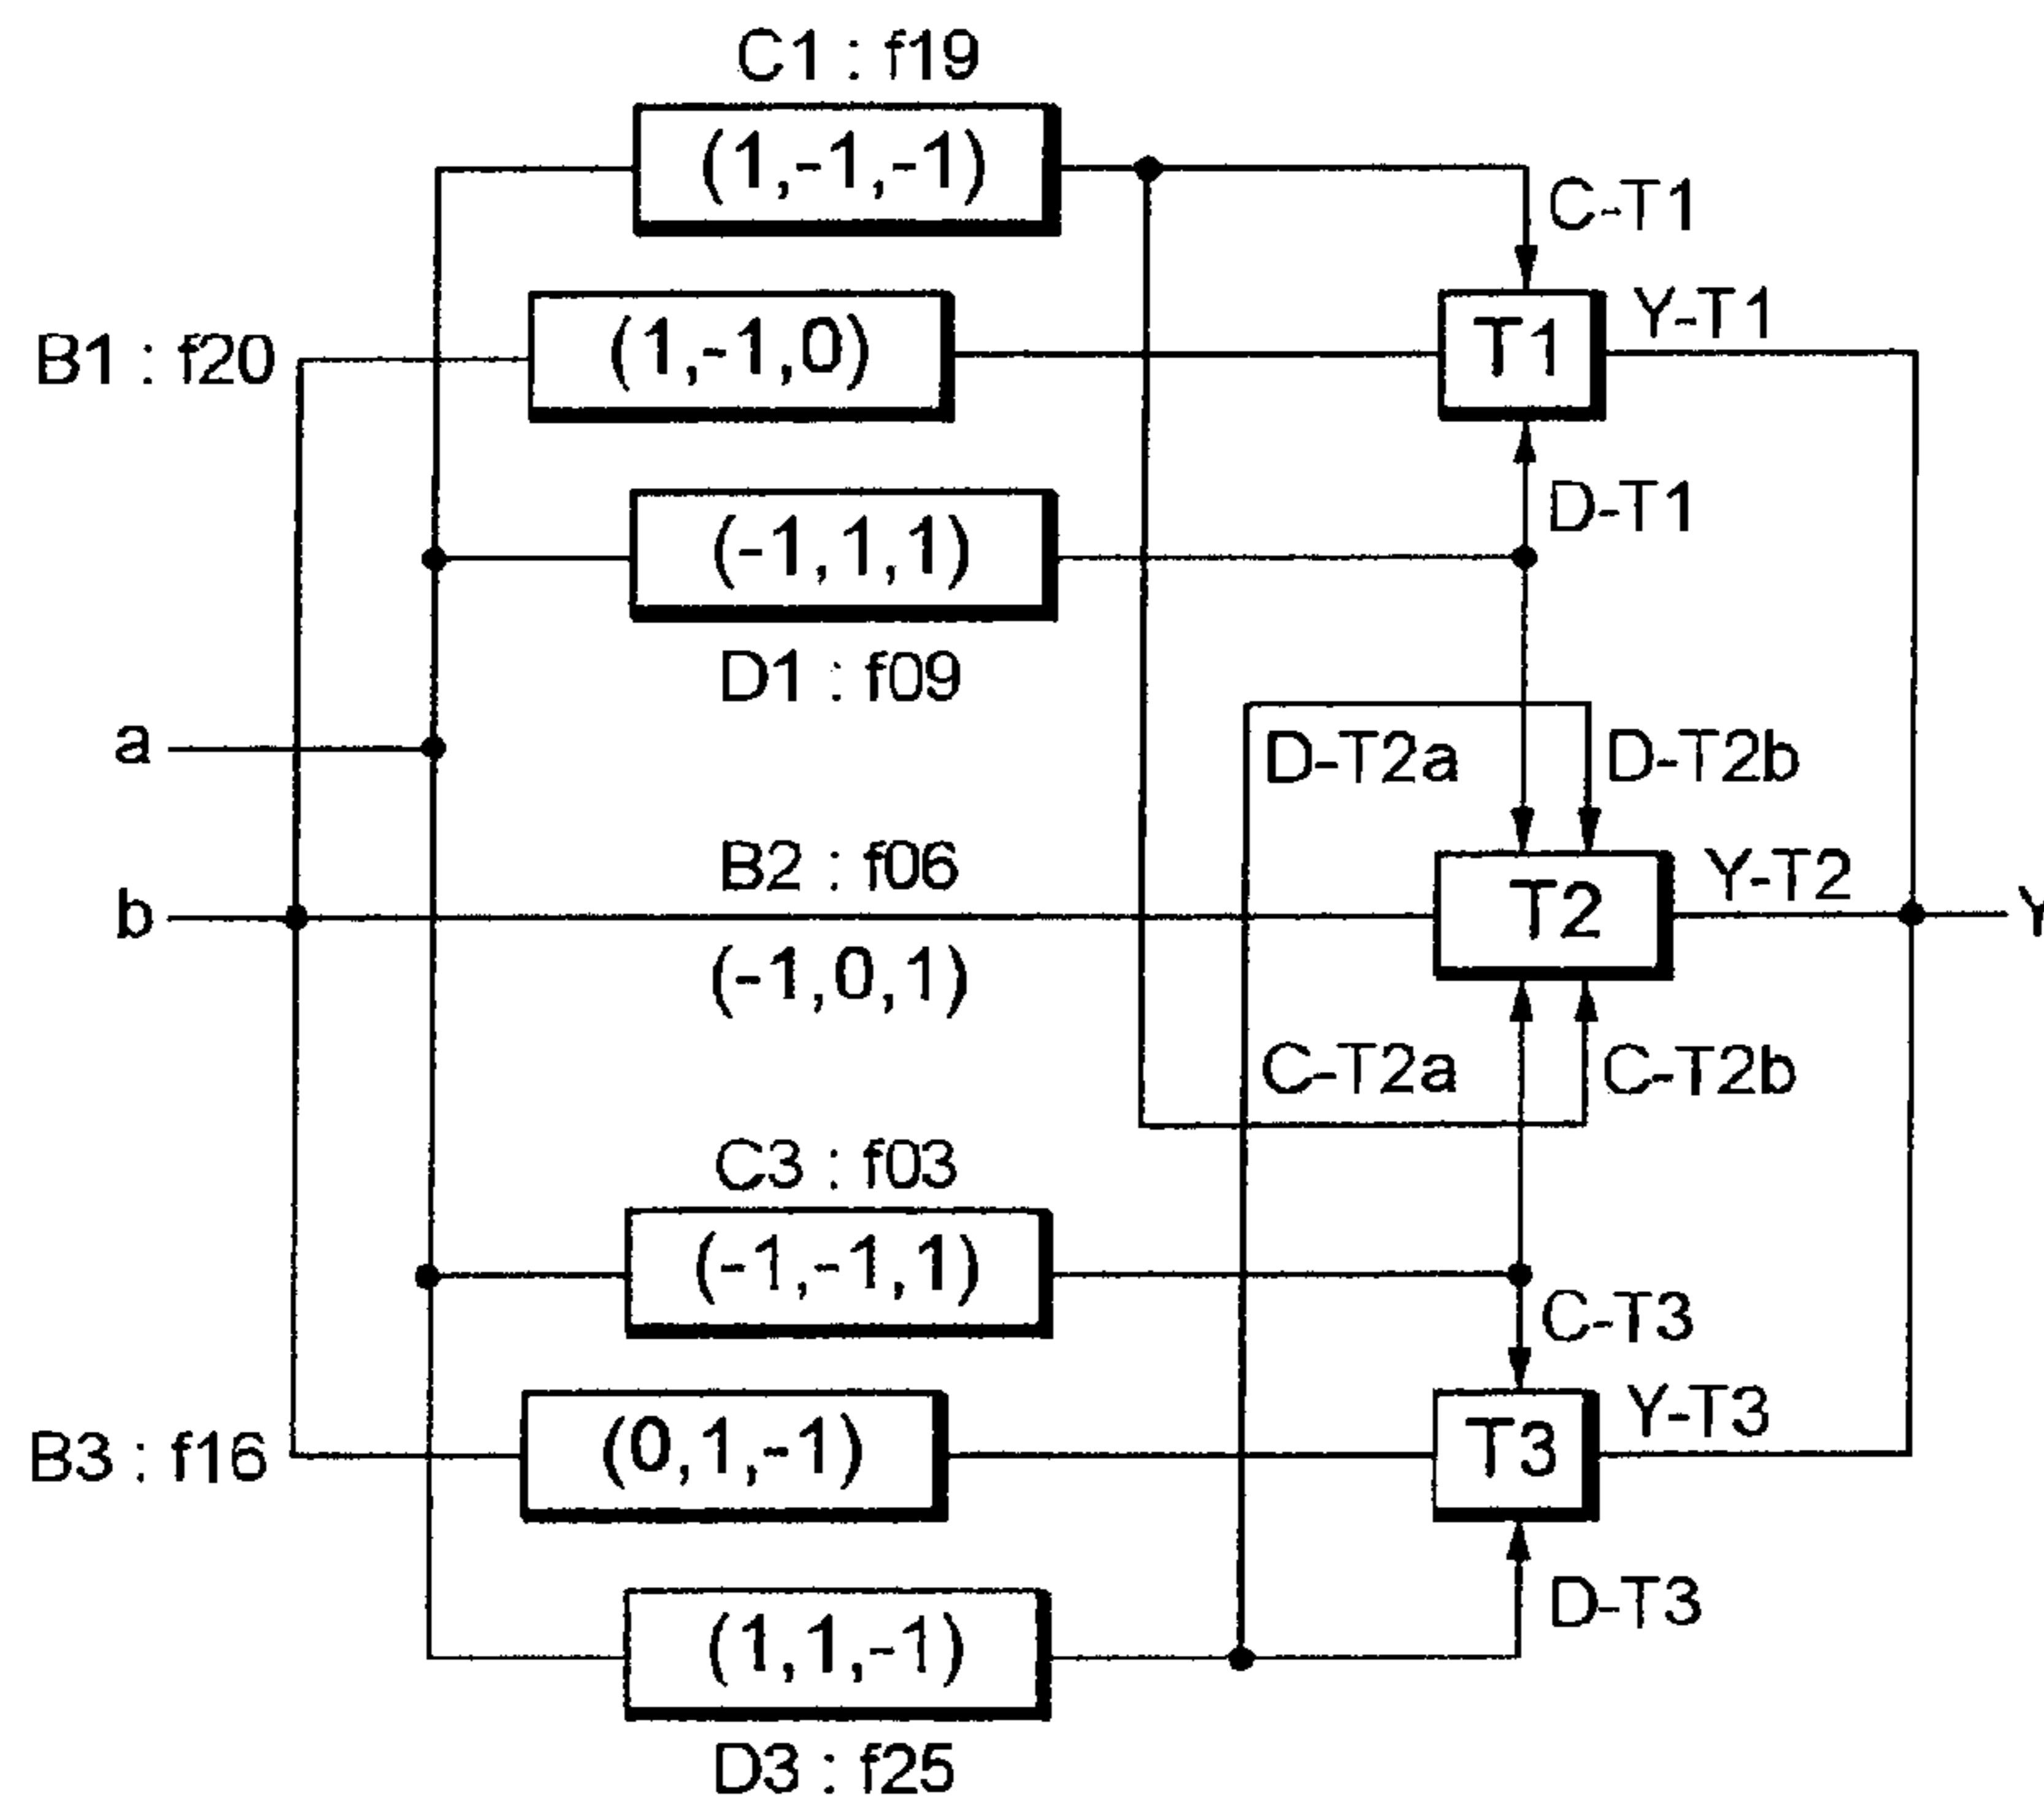 C1 : f19
(1,-1,-1)
C-T1
B1 : f20
(1,-1,0)
T1
Y-T1
(-1,1,1)
D-T1
D1 : f09
a
D-T2a
D-T2b
B2 : f06
b
T2
Y-T2
Y
(-1,0,1)
C-T2a
C-T2b
C3 : f03
(-1,-1,1)
C-T3
B3 : f16
(0,1,-1)
T3
Y-T3
(1,1,-1)
D-T3
D3 : f25